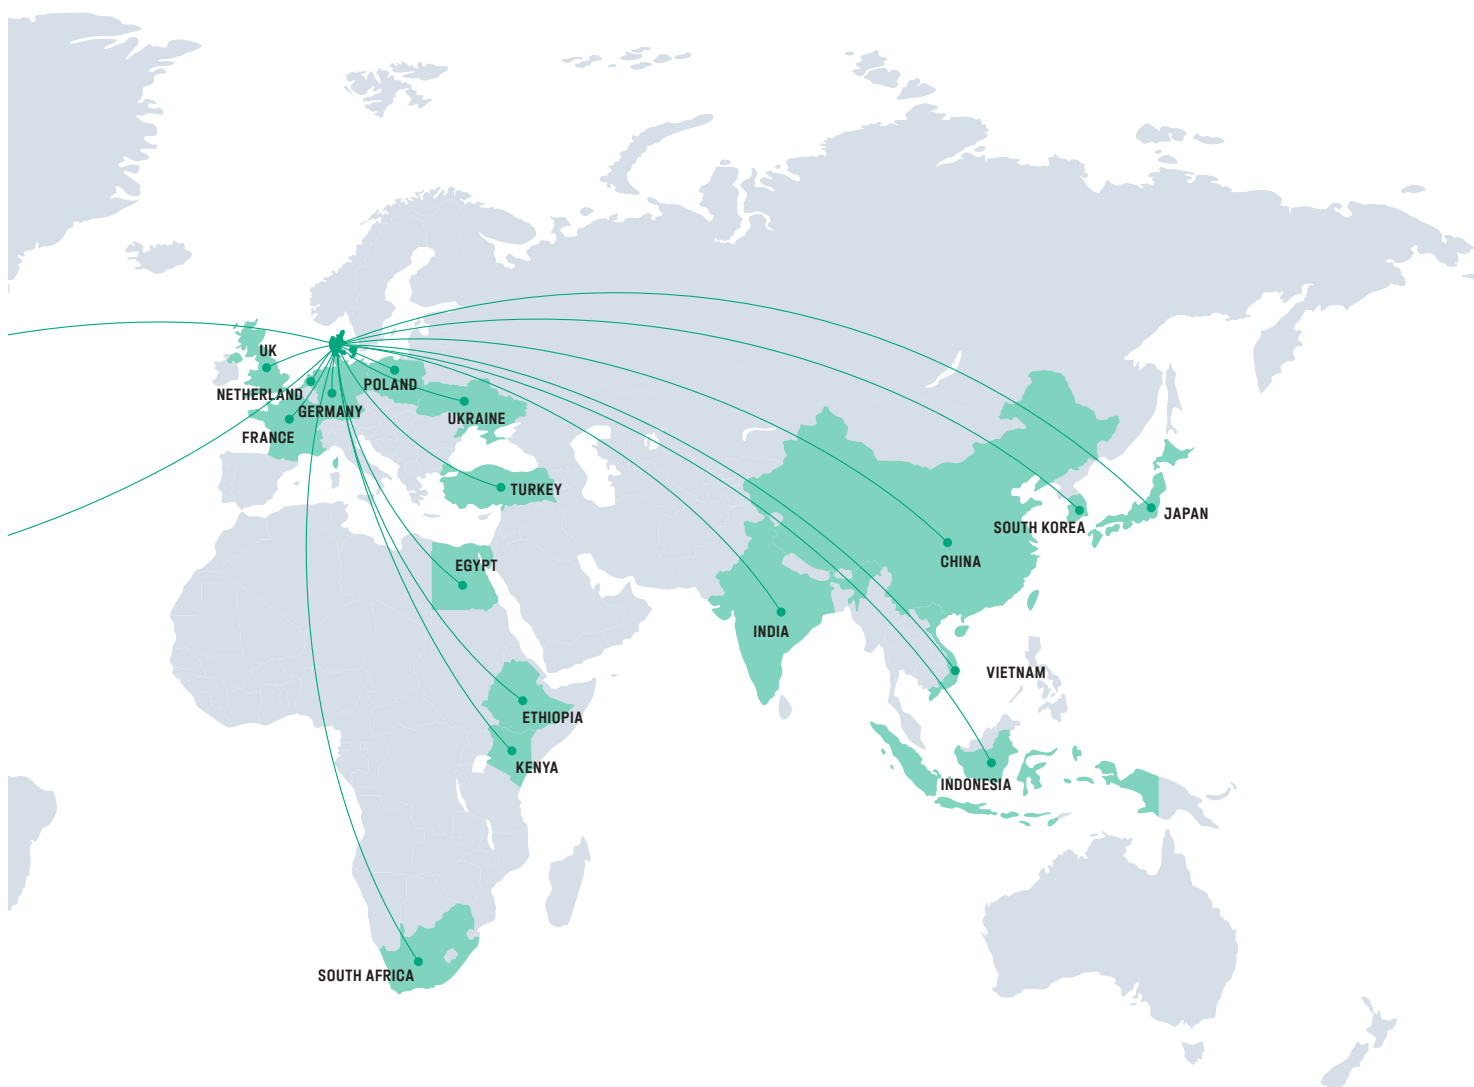 UK
POLAND
NETHERLAND
GERMANY
UKRAINE
FRANCE
TURKEY
JAPAN
SOUTH KOREA
CHINA
EGYPT
INDIA
VIETNAM
ETHIOPIA
KENYA
INDONESIA
SOUTH AFRICA